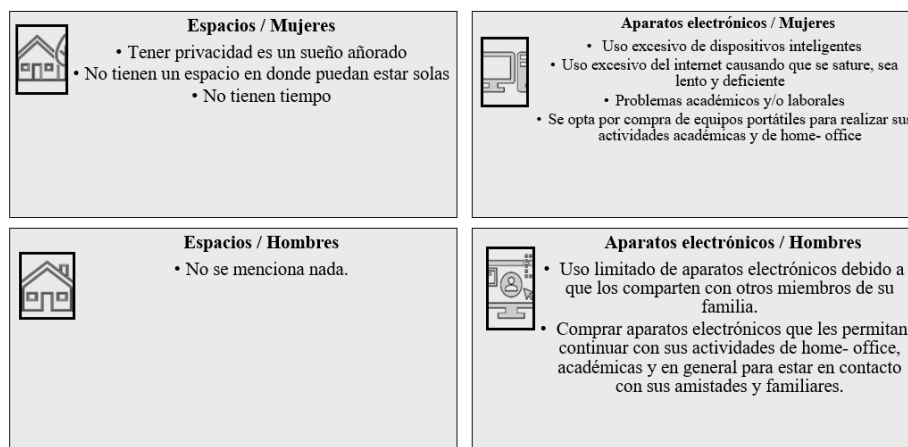 Espacios / Mujeres
• Tener privacidad es un sueño añorado
• No tienen un espacio en donde puedan estar solas
• No tienen tiempo
Aparatos electrónicos / Mujeres
• Uso excesivo de dispositivos inteligentes
• Uso excesivo del internet causando que se sature, sea
lento y deficiente
• Problemas académicos y/o laborales
• Se opta por compra de equipos portátiles para realizar sus
actividades académicas y de home- office
Espacios / Hombres
• No se menciona nada.
Aparatos electrónicos / Hombres
• Uso limitado de aparatos electrónicos debido a
que los comparten con otros miembros de su
familia.
• Comprar aparatos electrónicos que les permitan
continuar con sus actividades de home- office,
académicas y en general para estar en contacto
con sus amistades y familiares.